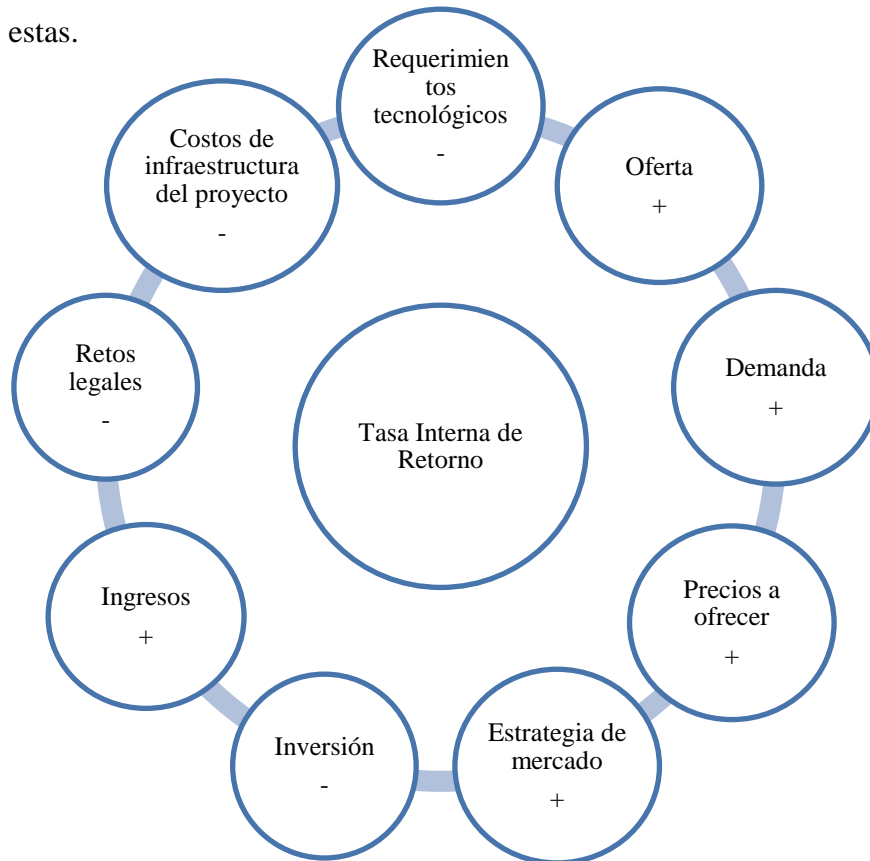 estas.
Requerimien
tos
tecnológicos
-
Oferta
+
Demanda
+
Precios a
ofrecer
+
Estrategia de
mercado
+
Inversión
-
Ingresos
+
Retos
legales
-
Costos de
infraestructura
del proyecto
-
Tasa Interna de
Retorno